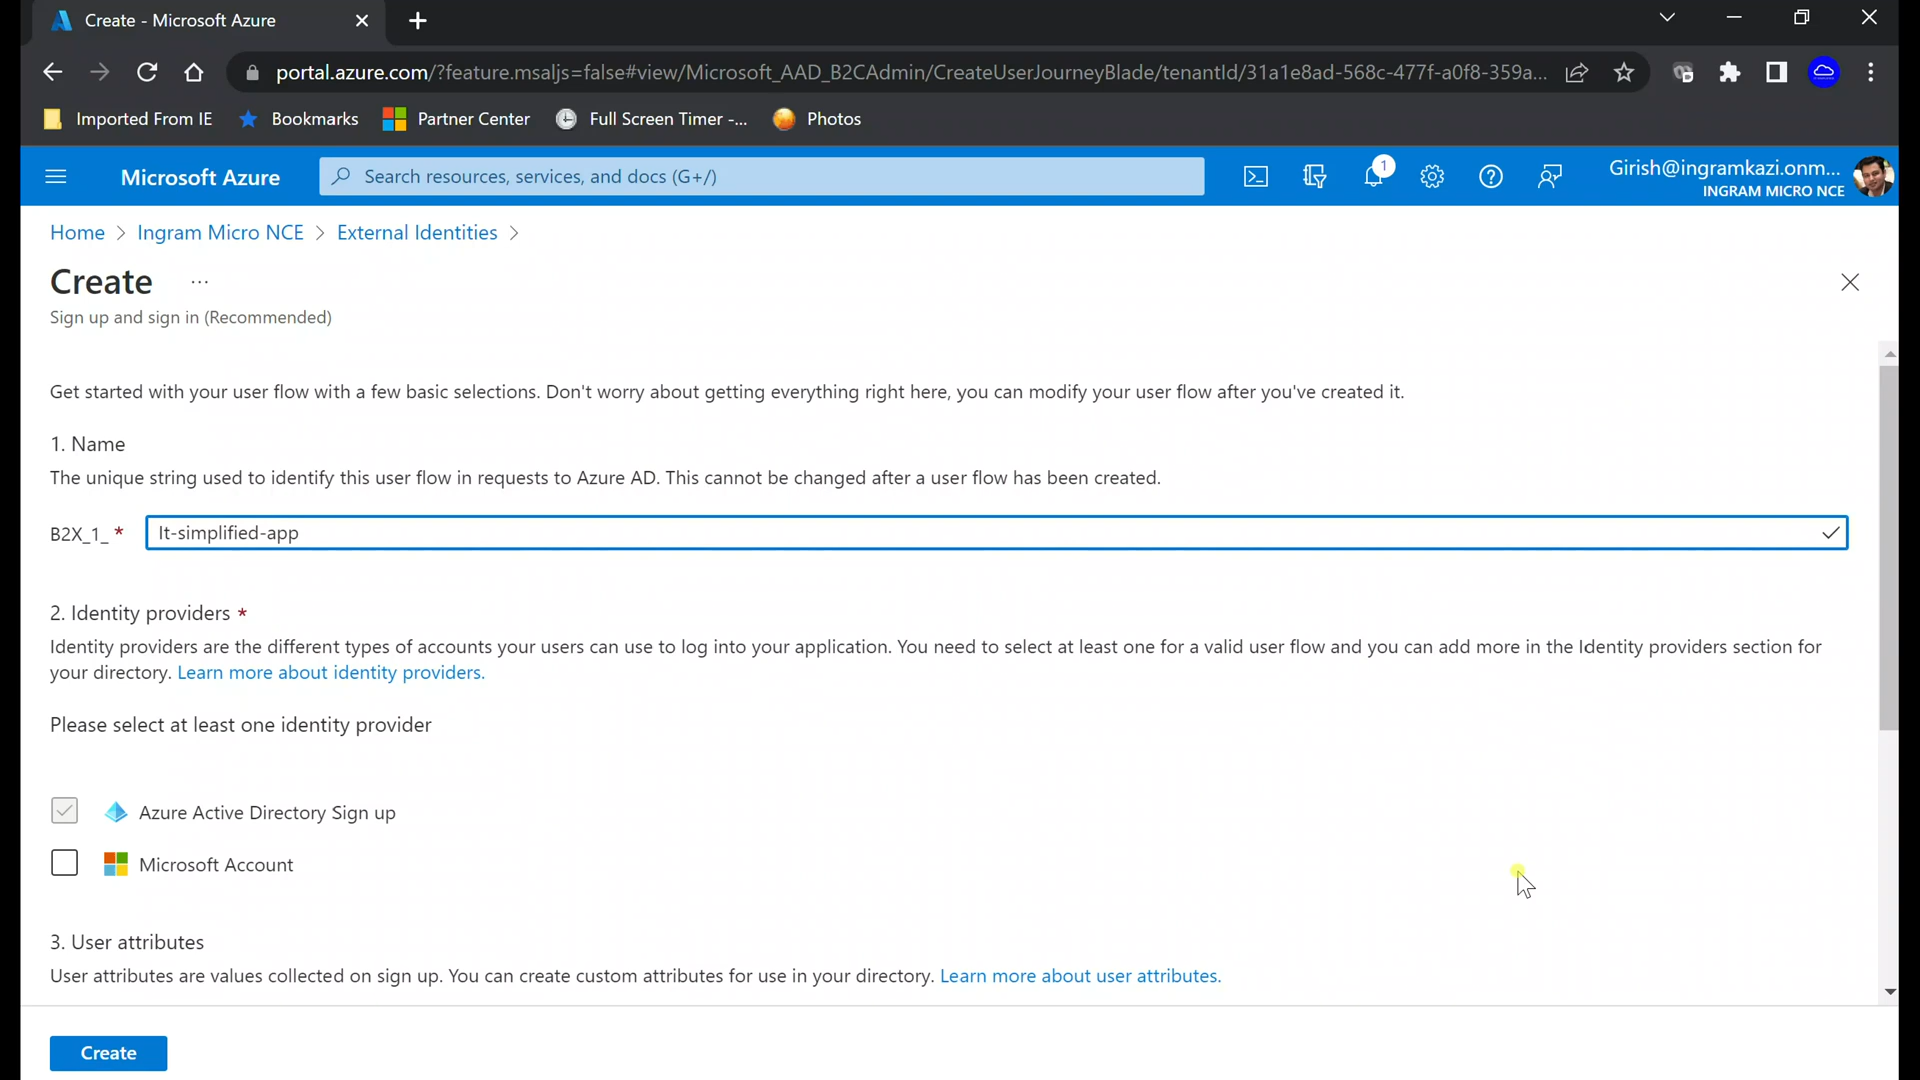 Create - Microsoft Azure
portal.azure.com/?feature.msaljs=false#view/Microsoft_AAD_B2CAdmin/CreateUserJourneyBlade/tenantId/31a1e8ad-568c-477f-a0f8-359a...
Imported From IE Bookmarks Partner Center Full Screen Timer -... Photos
Microsoft Azure Search resources, services, and docs (G+/) 1 Girish@ingramkazi.onm...
INGRAM MICRO NCE
Home > Ingram Micro NCE > External Identities >
Create ...
Sign up and sign in (Recommended)
Get started with your user flow with a few basic selections. Don't worry about getting everything right here, you can modify your user flow after you've created it.
1. Name
The unique string used to identify this user flow in requests to Azure AD. This cannot be changed after a user flow has been created.
B2X_1_ * It-simplified-app
2. Identity providers *
Identity providers are the different types of accounts your users can use to log into your application. You need to select at least one for a valid user flow and you can add more in the Identity providers section for
your directory. Learn more about identity providers.
Please select at least one identity provider
Azure Active Directory Sign up
Microsoft Account
3. User attributes
User attributes are values collected on sign up. You can create custom attributes for use in your directory. Learn more about user attributes.
Create